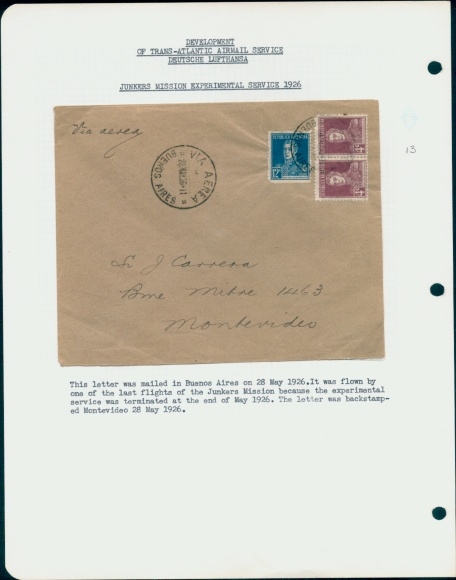 DEVELOPMENT
OF TRANS-ATLANTIC AIRMAIL SERVICE
DEUTSCHE LUFTHANSA
JUNKERS MISSION EXPERIMENTAL SERVICE 1926
Via aerea
VIA AEREA
BUENOS AIRES
12
13
Sr J Carrera
Bme Mitre 1463
Montevideo
This letter was mailed in Buenos Aires on 28 May 1926.It was flown by
one of the last flights of the Junkers Mission because the experimental
service was terminated at the end of May 1926. The letter was backstamp-
ed Montevideo 28 May 1926.